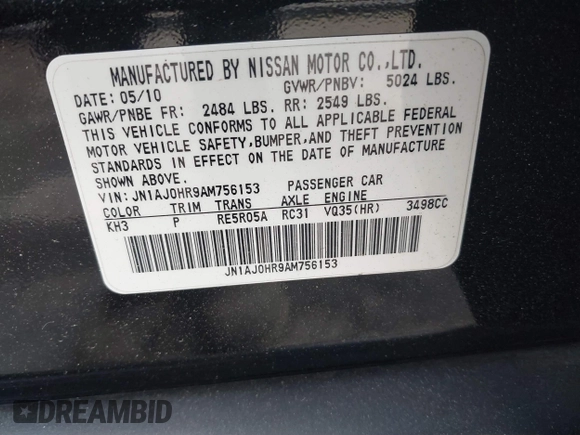 MANUFACTURED BY NISSAN MOTOR CO.,LTD.
DATE: 05/10 GVWR/PNBV: 5024 LBS.
GAWR/PNBE FR: 2484 LBS. RR: 2549 LBS.
THIS VEHICLE CONFORMS TO ALL APPLICABLE FEDERAL
MOTOR VEHICLE SAFETY,BUMPER,AND THEFT PREVENTION
STANDARDS IN EFFECT ON THE DATE OF MANUFACTURE
SHOWN ABOVE.
VIN: JN1AJ0HR9AM756153 PASSENGER CAR
COLOR TRIM TRANS AXLE ENGINE
KH3 P RE5R05A RC31 VQ35(HR) 3498CC
JN1AJ0HR9AM756153
DREAMBID